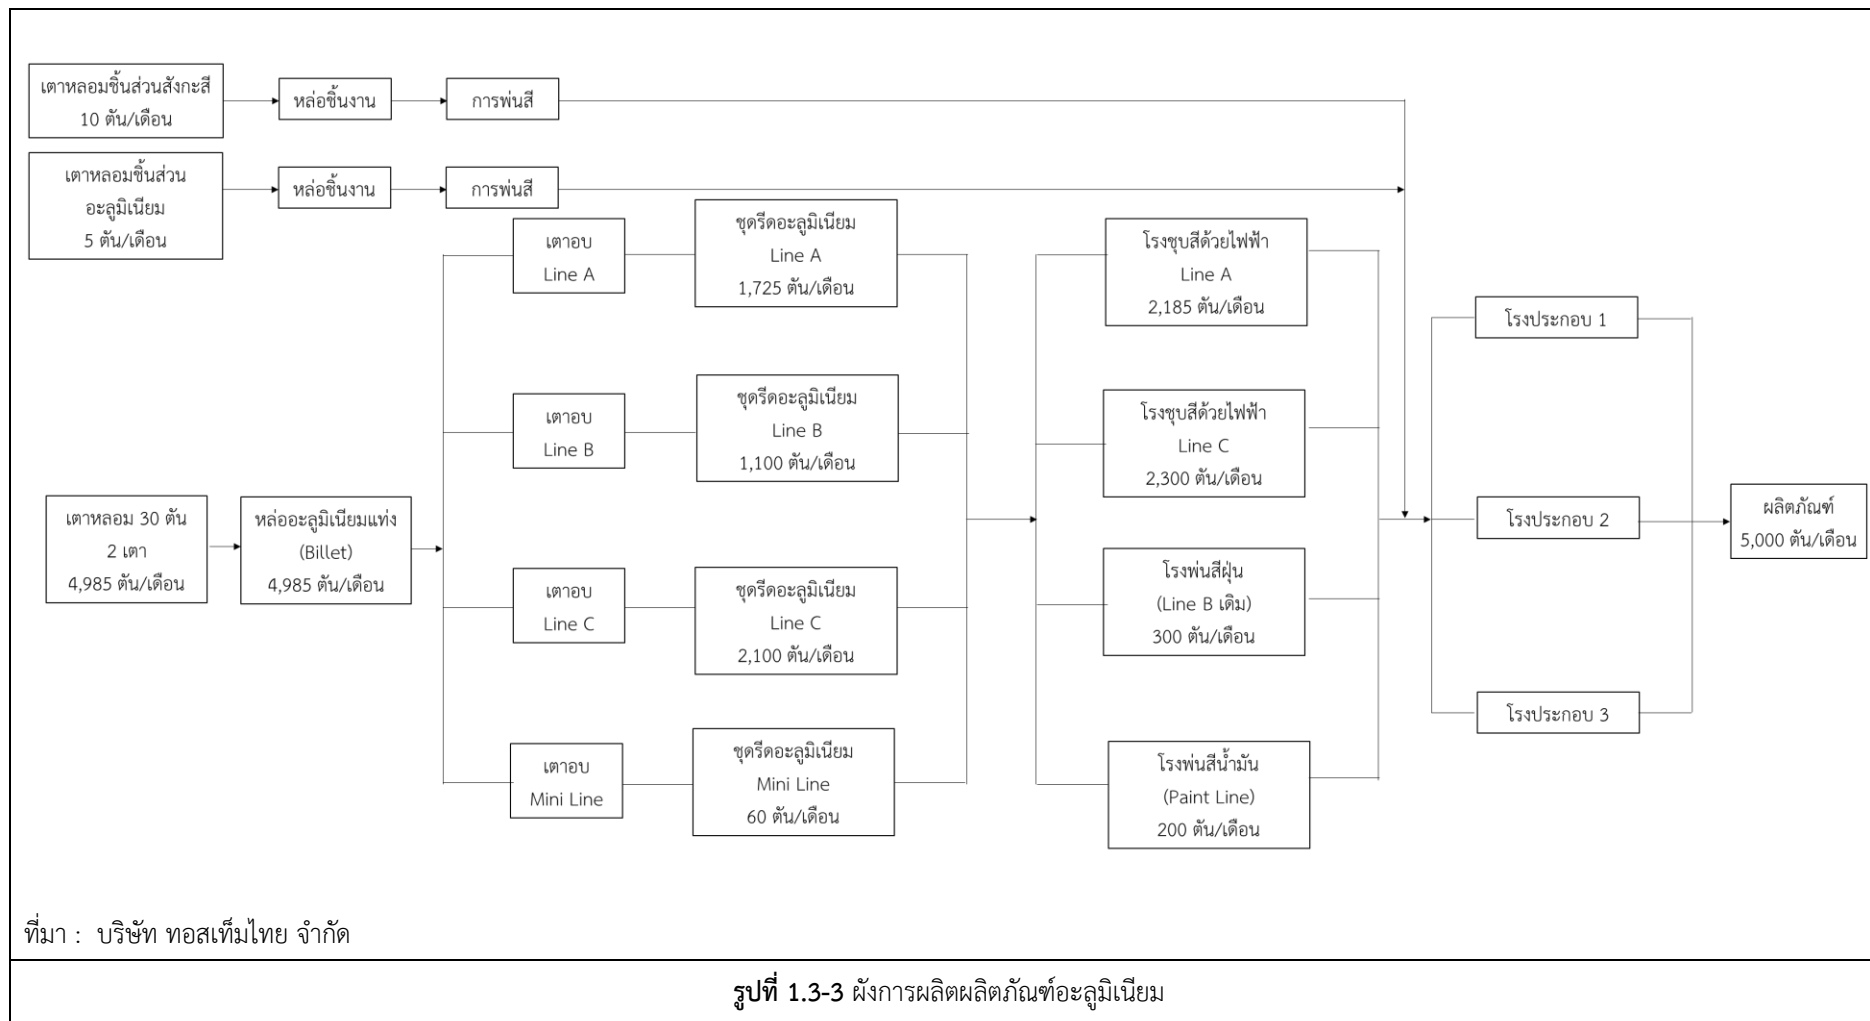 เตาหลอมชิ้นส่วนสังกะสี
10 ตัน/เดือน
หล่อชิ้นงาน
การพ่นสี
เตาหลอมชิ้นส่วน
อะลูมิเนียม
5 ตัน/เดือน
หล่อชิ้นงาน
การพ่นสี
เตาหลอม 30 ตัน
2 เตา
4,985 ตัน/เดือน
หล่ออะลูมิเนียมแท่ง
(Billet)
4,985 ตัน/เดือน
เตาอบ
Line A
ชุดรีดอะลูมิเนียม
Line A
1,725 ตัน/เดือน
เตาอบ
Line B
ชุดรีดอะลูมิเนียม
Line B
1,100 ตัน/เดือน
เตาอบ
Line C
ชุดรีดอะลูมิเนียม
Line C
2,100 ตัน/เดือน
เตาอบ
Mini Line
ชุดรีดอะลูมิเนียม
Mini Line
60 ตัน/เดือน
โรงชุบสีด้วยไฟฟ้า
Line A
2,185 ตัน/เดือน
โรงชุบสีด้วยไฟฟ้า
Line C
2,300 ตัน/เดือน
โรงพ่นสีฝุ่น
(Line B เดิม)
300 ตัน/เดือน
โรงพ่นสีน้ำมัน
(Paint Line)
200 ตัน/เดือน
โรงประกอบ 1
โรงประกอบ 2
โรงประกอบ 3
ผลิตภัณฑ์
5,000 ตัน/เดือน
ที่มา : บริษัท ทอสเท็มไทย จำกัด
รูปที่ 1.3-3 ผังการผลิตผลิตภัณฑ์อะลูมิเนียม